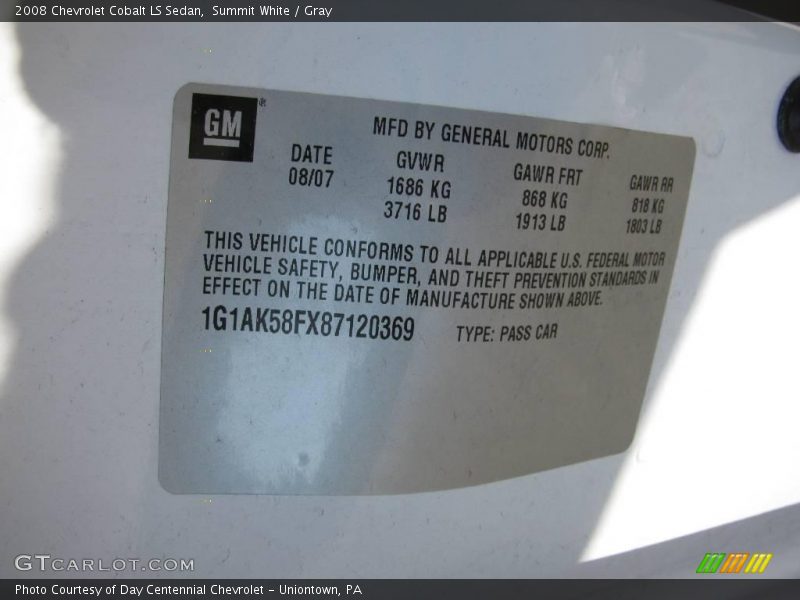 2008 Chevrolet Cobalt LS Sedan, Summit White / Gray
GM®
MFD BY GENERAL MOTORS CORP.
DATE GVWR GAWR FRT GAWR RR
08/07 1686 KG 868 KG 818 KG
3716 LB 1913 LB 1803 LB
THIS VEHICLE CONFORMS TO ALL APPLICABLE U.S. FEDERAL MOTOR
VEHICLE SAFETY, BUMPER, AND THEFT PREVENTION STANDARDS IN
EFFECT ON THE DATE OF MANUFACTURE SHOWN ABOVE.
1G1AK58FX87120369 TYPE: PASS CAR
GTCARLOT.COM
Photo Courtesy of Day Centennial Chevrolet - Uniontown, PA